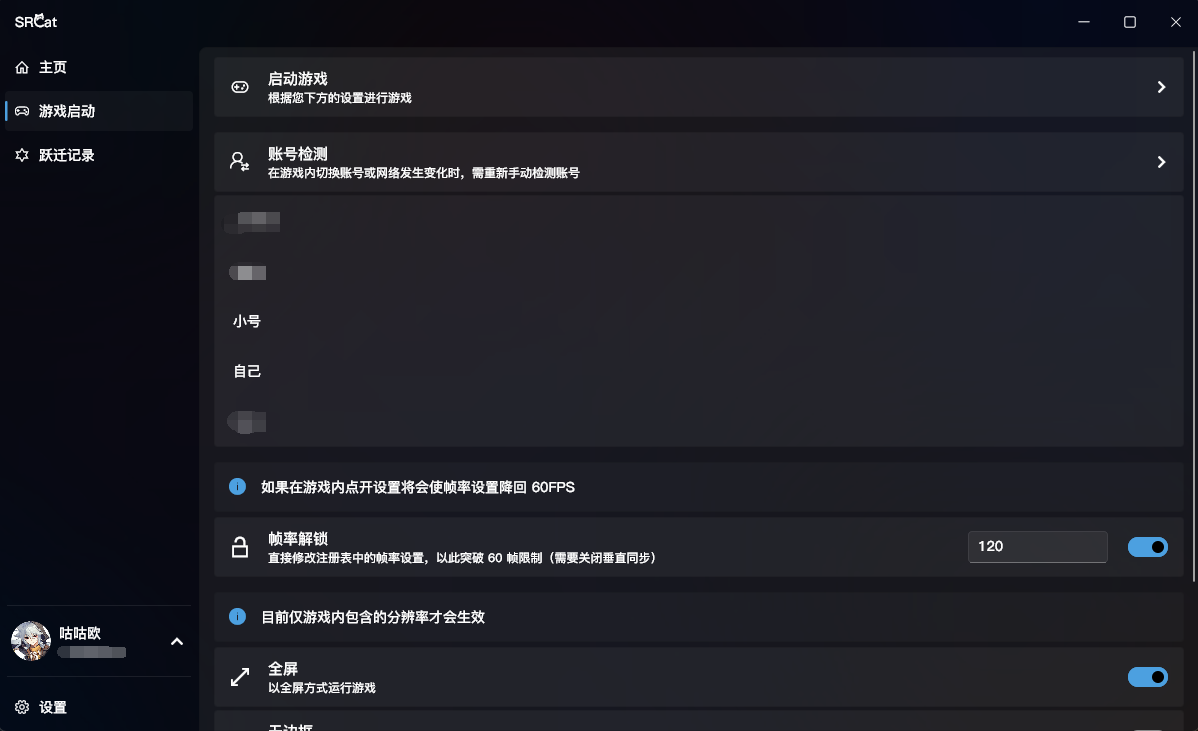 SRCat
主页
游戏启动
跃迁记录
启动游戏
根据您下方的设置进行游戏
账号检测
在游戏内切换账号或网络发生变化时，需重新手动检测账号
小号
自己
如果在游戏内点开设置将会使帧率设置降回 60FPS
帧率解锁
直接修改注册表中的帧率设置，以此突破 60 帧限制（需要关闭垂直同步）
120
目前仅游戏内包含的分辨率才会生效
全屏
以全屏方式运行游戏
无边框
咕咕欧
设置